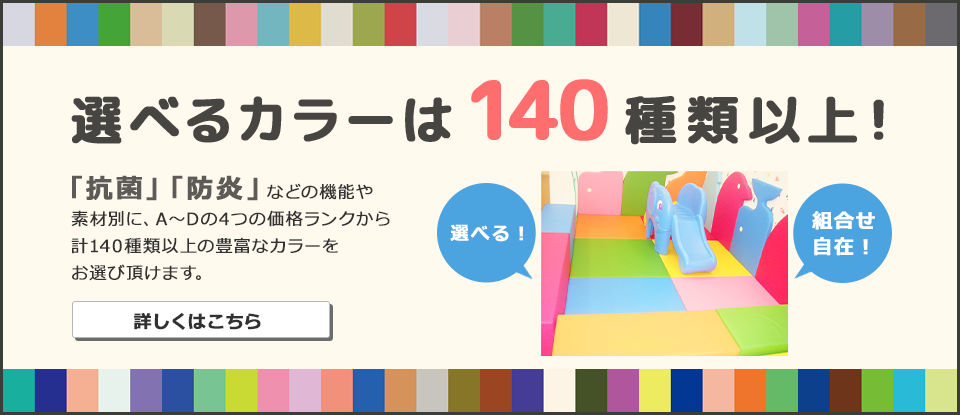 選べるカラーは140種類以上！
「抗菌」「防炎」などの機能や
素材別に、A〜Dの4つの価格ランクから
計140種類以上の豊富なカラーを
お選び頂けます。
詳しくはこちら
選べる！
組合せ
自在！